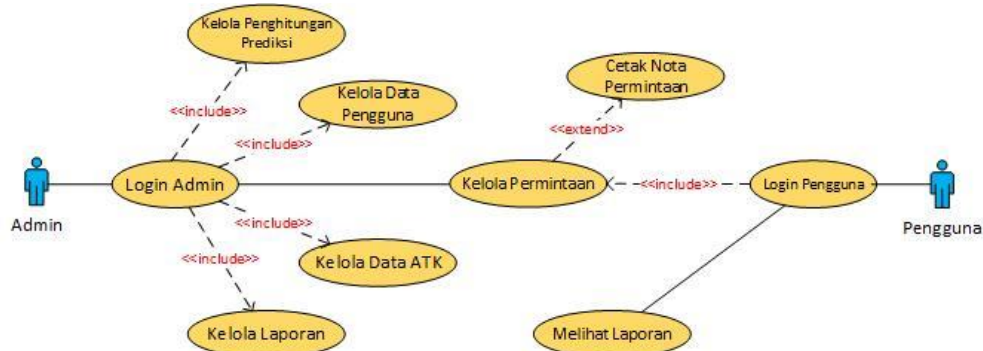 Kelola Penghitungan
Prediksi
Cetak Nota
Permintaan
Kelola Data
Pengguna
<<include>>
<<extend>>
<<include>>
Admin
Login Admin
Kelola Permintaan
<<include>>
Login Pengguna
Pengguna
<<include>>
<<include>>
Kelola Data ATK
Kelola Laporan
Melihat Laporan